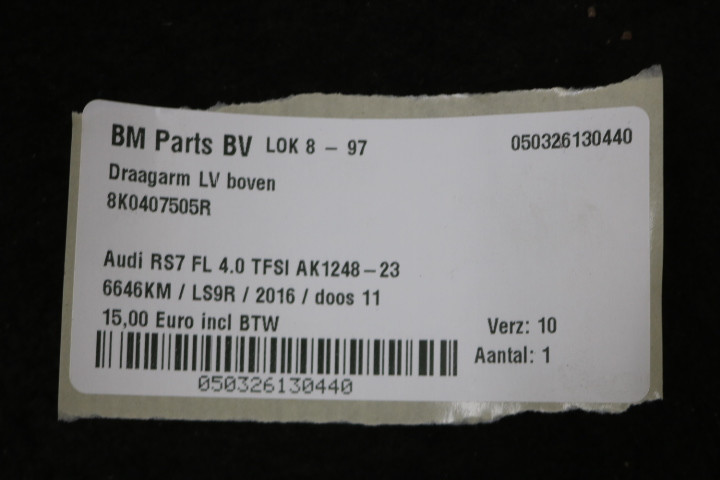 BM Parts BV LOK 8 - 97 050326130440
Draagarm LV boven
8K0407505R
Audi RS7 FL 4.0 TFSI AK1248-23
6646KM / LS9R / 2016 / doos 11
15,00 Euro incl BTW Verz: 10
Aantal: 1
050326130440